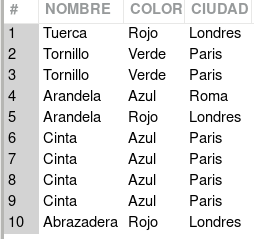 # NOMBRE COLOR CIUDAD
1 Tuerca Rojo Londres
2 Tornillo Verde Paris
3 Tornillo Verde Paris
4 Arandela Azul Roma
5 Arandela Rojo Londres
6 Cinta Azul Paris
7 Cinta Azul Paris
8 Cinta Azul Paris
9 Cinta Azul Paris
10 Abrazadera Rojo Londres